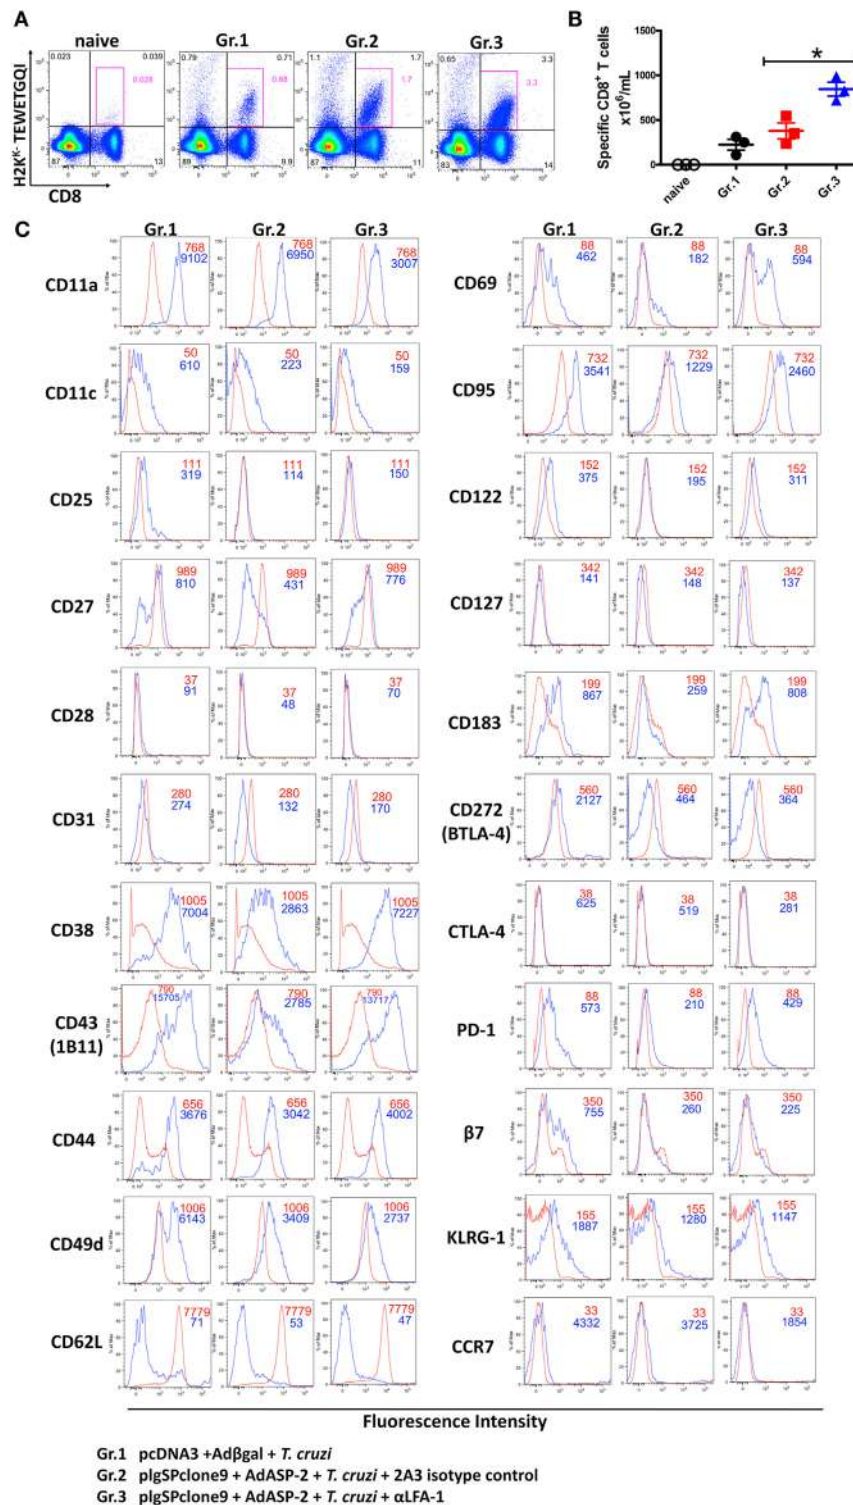 A
naive
Gr.1
Gr.2
Gr.3
0.023
0.039
0.028
87
13
0.79
0.71
0.88
89
9.9
1.1
1.7
1.7
87
11
0.65
3.3
3.3
83
14
H2Kᴷ- TEWETGQI
CD8
B
Specific CD8⁺ T cells
x10⁶/mL
1500
1000
500
0
*
naive
Gr.1
Gr.2
Gr.3
C
Gr.1 Gr.2 Gr.3
CD11a
768 768 768
9102 6950 3007
CD11c
50 50 50
610 223 159
CD25
111 111 111
319 114 150
CD27
989 989 989
810 431 776
CD28
37 37 37
91 48 70
CD31
280 280 280
274 132 170
CD38
1005 1005 1005
7004 2863 7227
CD43
(1B11)
790 790 790
15705 2785 13717
CD44
656 656 656
3676 3042 4002
CD49d
1006 1006 1006
6143 3409 2737
CD62L
7779 7779 7779
71 53 47
Gr.1 Gr.2 Gr.3
CD69
88 88 88
462 182 594
CD95
732 732 732
3541 1229 2460
CD122
152 152 152
375 195 311
CD127
342 342 342
141 148 137
CD183
199 199 199
867 259 808
CD272
(BTLA-4)
560 560 560
2127 464 364
CTLA-4
38 38 38
625 519 281
PD-1
88 88 88
573 210 429
β7
350 350 350
755 260 225
KLRG-1
155 155 155
1887 1280 1147
CCR7
33 33 33
4332 3725 1854
Fluorescence Intensity
Gr.1 pcDNA3 +Adβgal + T. cruzi
Gr.2 pIgSPclone9 + AdASP-2 + T. cruzi + 2A3 isotype control
Gr.3 pIgSPclone9 + AdASP-2 + T. cruzi + αLFA-1